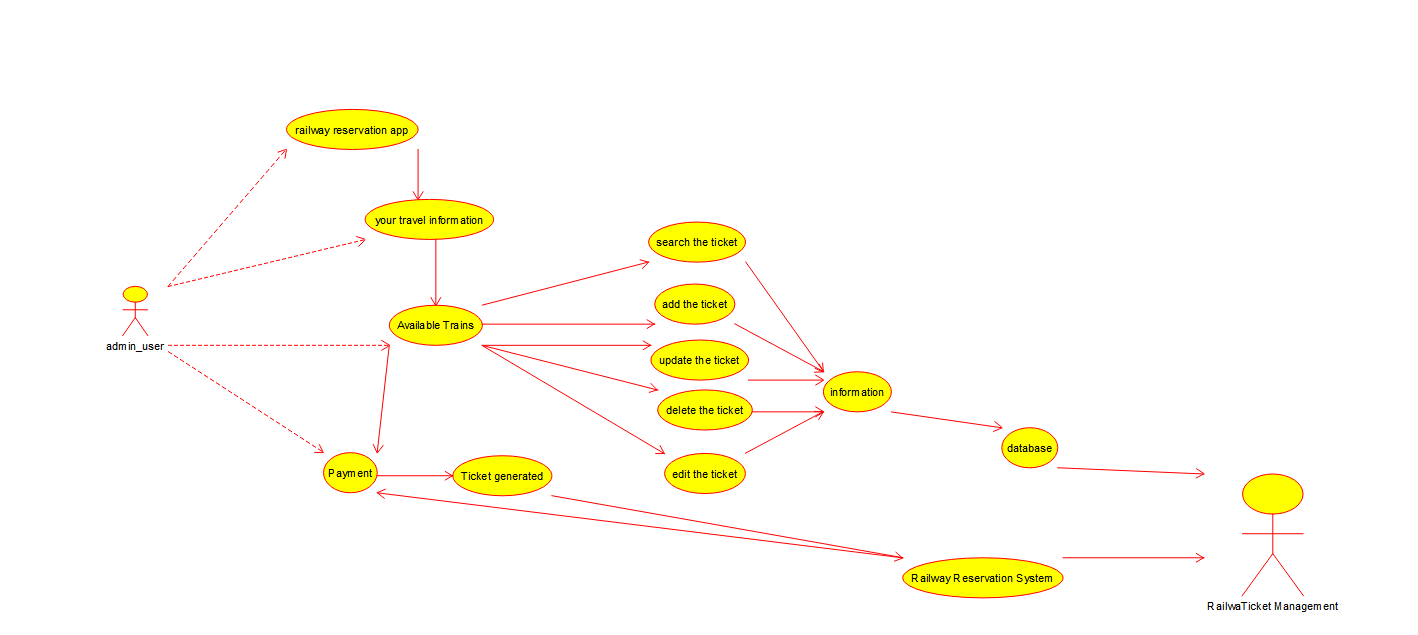 railway reservation app
your travel information
search the ticket
add the ticket
Available Trains
admin_user
update the ticket
information
delete the ticket
database
Payment
Ticket generated
edit the ticket
Railway Reservation System
RailwaTicket Management